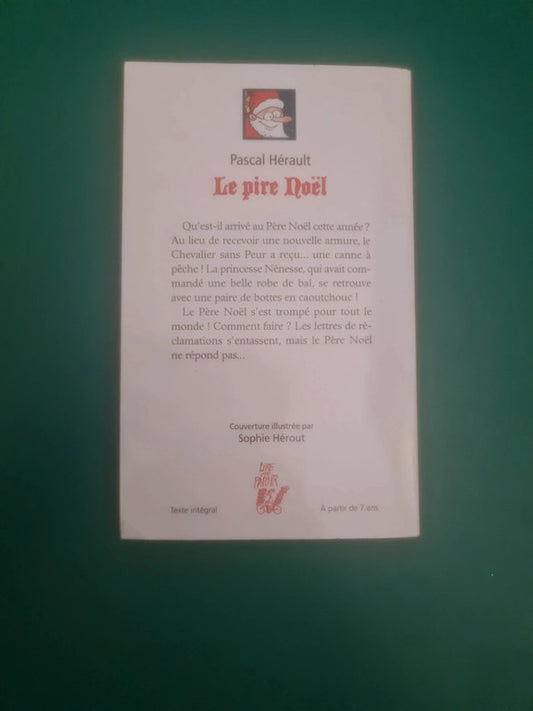 Pascal Hérault
Le pire Noël
Qu'est-il arrivé au Père Noël cette année ?
Au lieu de recevoir une nouvelle armure, le
Chevalier sans Peur a reçu... une canne à
pêche ! La princesse Nénesse, qui avait com-
mandé une belle robe de bal, se retrouve
avec une paire de bottes en caoutchouc !
Le Père Noël s'est trompé pour tout le
monde ! Comment faire ? Les lettres de ré-
clamations s'entassent, mais le Père Noël
ne répond pas...
Couverture illustrée par
Sophie Hérout
LIRE
PARTIR
Texte intégral
À partir de 7 ans